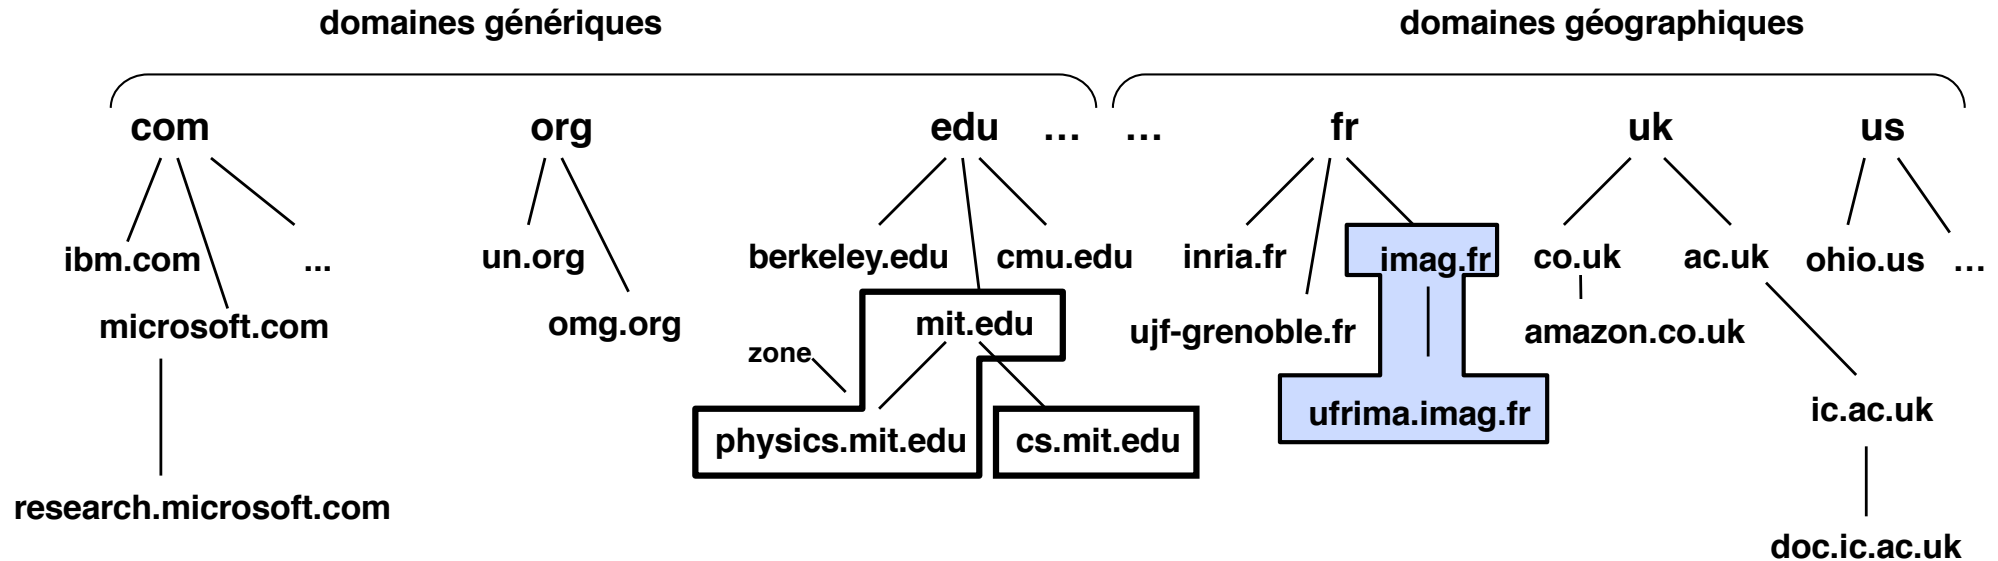 domaines génériques
domaines géographiques
com
org
edu
...
...
fr
uk
us
ibm.com
...
un.org
berkeley.edu
cmu.edu
inria.fr
imag.fr
co.uk
ac.uk
ohio.us
...
microsoft.com
omg.org
mit.edu
ujf-grenoble.fr
amazon.co.uk
zone
physics.mit.edu
cs.mit.edu
ufrima.imag.fr
ic.ac.uk
research.microsoft.com
doc.ic.ac.uk